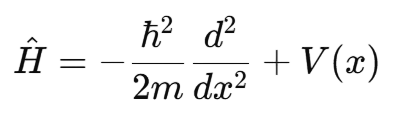 Ĥ = − ħ²/2m d²/dx² + V(x)